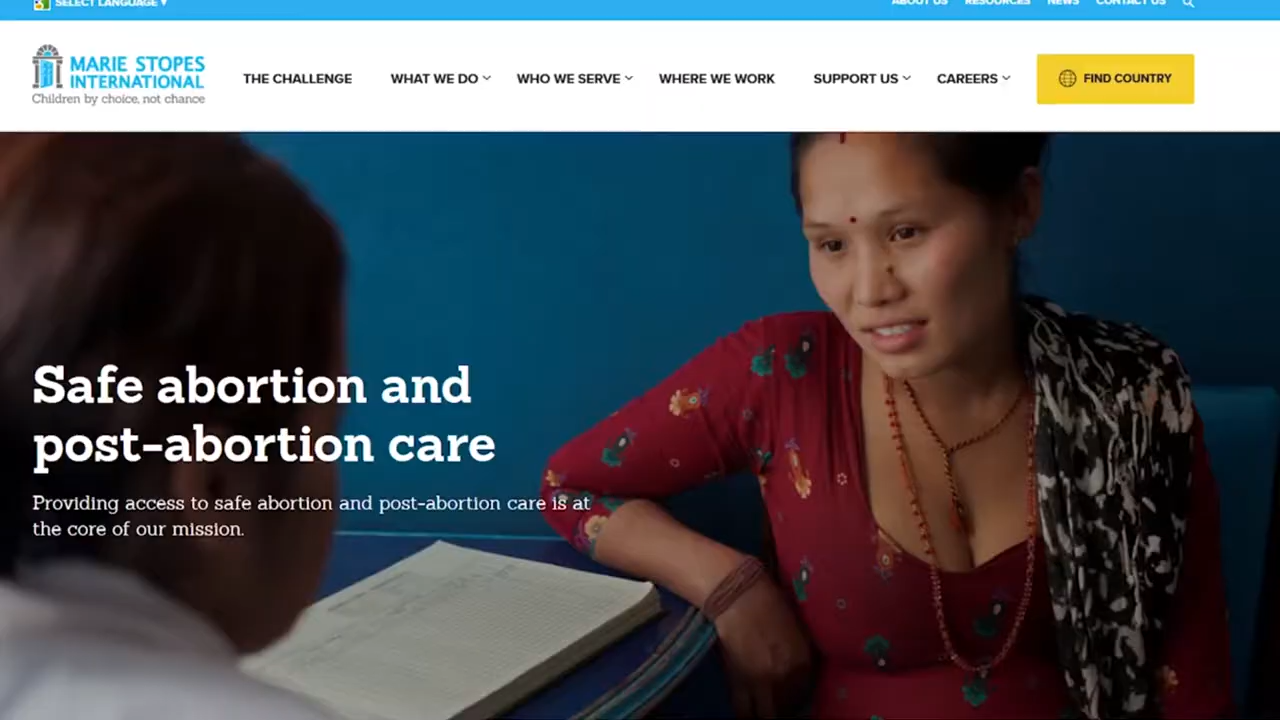 SELECT LANGUAGE ▼
ABOUT US RESOURCES NEWS CONTACT US
MARIE STOPES
INTERNATIONAL
Children by choice, not chance
THE CHALLENGE WHAT WE DO WHO WE SERVE WHERE WE WORK SUPPORT US CAREERS FIND COUNTRY
Safe abortion and
post-abortion care
Providing access to safe abortion and post-abortion care is at
the core of our mission.